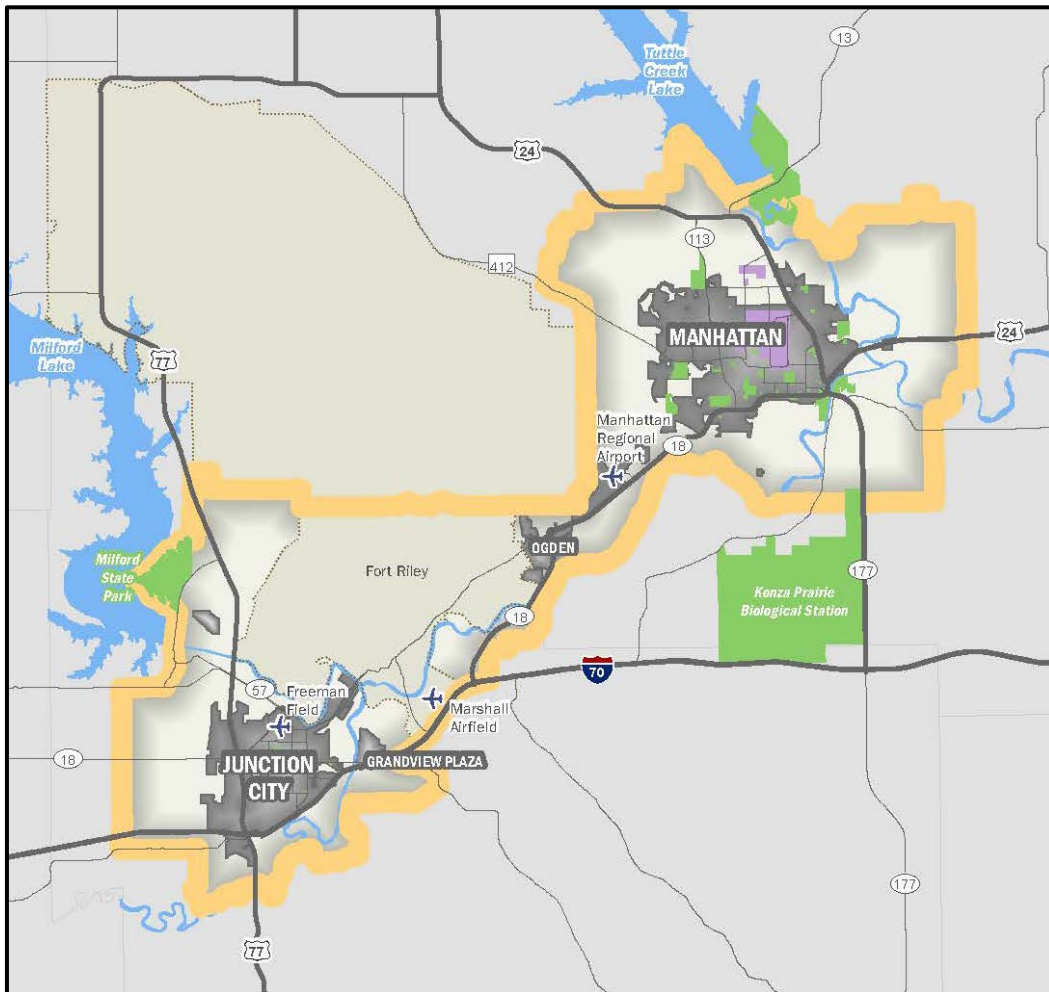 13
Tuttle
Creek
Lake
24
113
412
MANHATTAN
24
Milford
Lake
77
Manhattan
Regional
Airport
18
OGDEN
Milford
State
Park
Fort Riley
177
Konza Prairie
Biological Station
18
70
57
Freeman
Field
Marshall
Airfield
18
JUNCTION
CITY
GRANDVIEW PLAZA
177
77